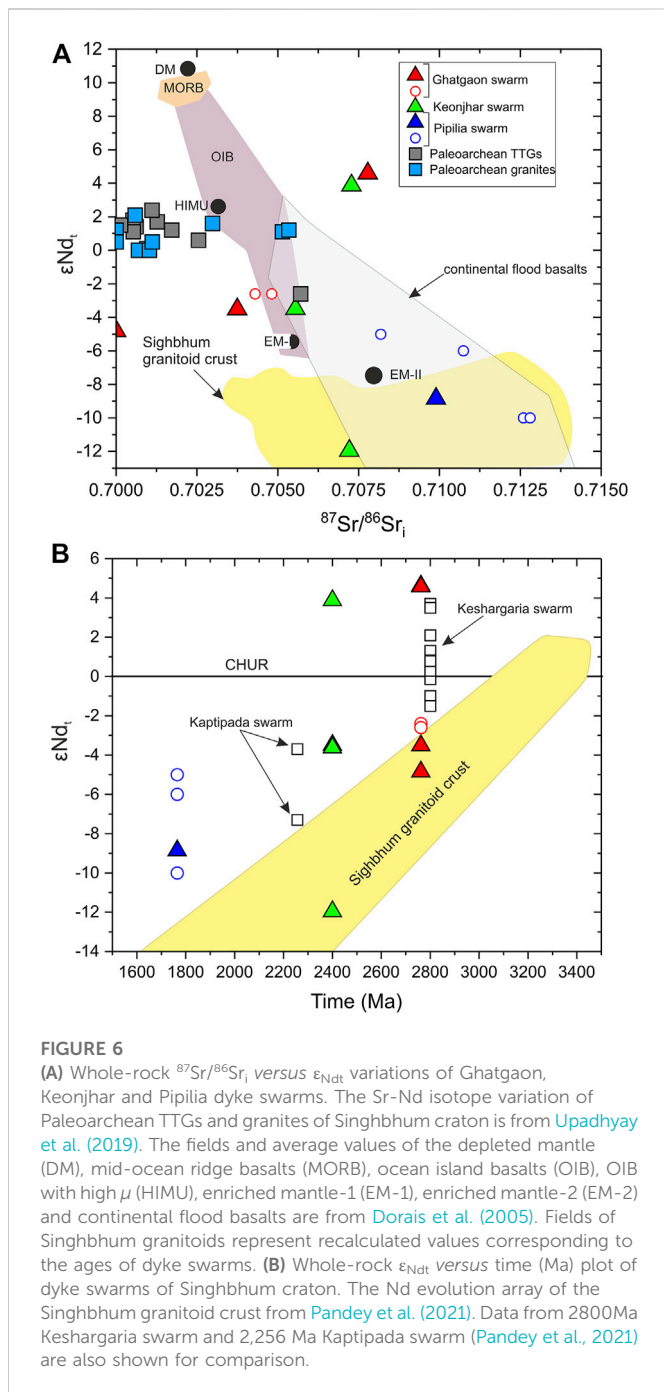 A
12
10
8
6
4
2
0
-2
-4
-6
-8
-10
-12
εNdt
DM
MORB
OIB
HIMU
EM-I
EM-II
Sighbhum
granitoid crust
continental flood basalts
Ghatgaon swarm
Keonjhar swarm
Pipilia swarm
Paleoarchean TTGs
Paleoarchean granites
0.7000 0.7025 0.7050 0.7075 0.7100 0.7125 0.7150
87Sr/86Sri
B
6
4
2
0
-2
-4
-6
-8
-10
-12
-14
εNdt
CHUR
Keshargaria swarm
Kaptipada swarm
Sighbhum granitoid crust
1600 1800 2000 2200 2400 2600 2800 3000 3200 3400
Time (Ma)
FIGURE 6
(A) Whole-rock 87Sr/86Sri versus εNdt variations of Ghatgaon,
Keonjhar and Pipilia dyke swarms. The Sr-Nd isotope variation of
Paleoarchean TTGs and granites of Singhbhum craton is from Upadhyay
et al. (2019). The fields and average values of the depleted mantle
(DM), mid-ocean ridge basalts (MORB), ocean island basalts (OIB), OIB
with high μ (HIMU), enriched mantle-1 (EM-1), enriched mantle-2 (EM-2)
and continental flood basalts are from Dorais et al. (2005). Fields of
Singhbhum granitoids represent recalculated values corresponding to
the ages of dyke swarms. (B) Whole-rock εNdt versus time (Ma) plot of
dyke swarms of Singhbhum craton. The Nd evolution array of the
Singhbhum granitoid crust from Pandey et al. (2021). Data from 2800Ma
Keshargaria swarm and 2,256 Ma Kaptipada swarm (Pandey et al., 2021)
are also shown for comparison.